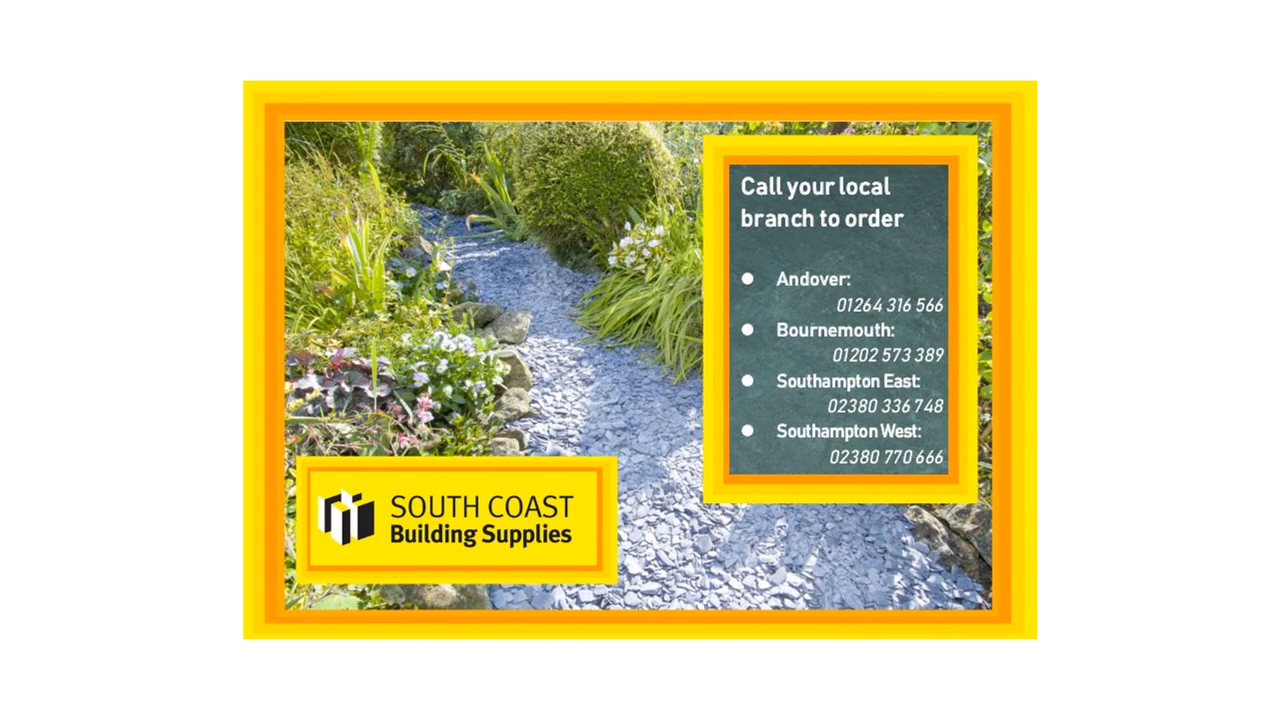 Call your local
branch to order
● Andover:
01264 316 566
● Bournemouth:
01202 573 389
● Southampton East:
02380 336 748
● Southampton West:
02380 770 666
SOUTH COAST
Building Supplies